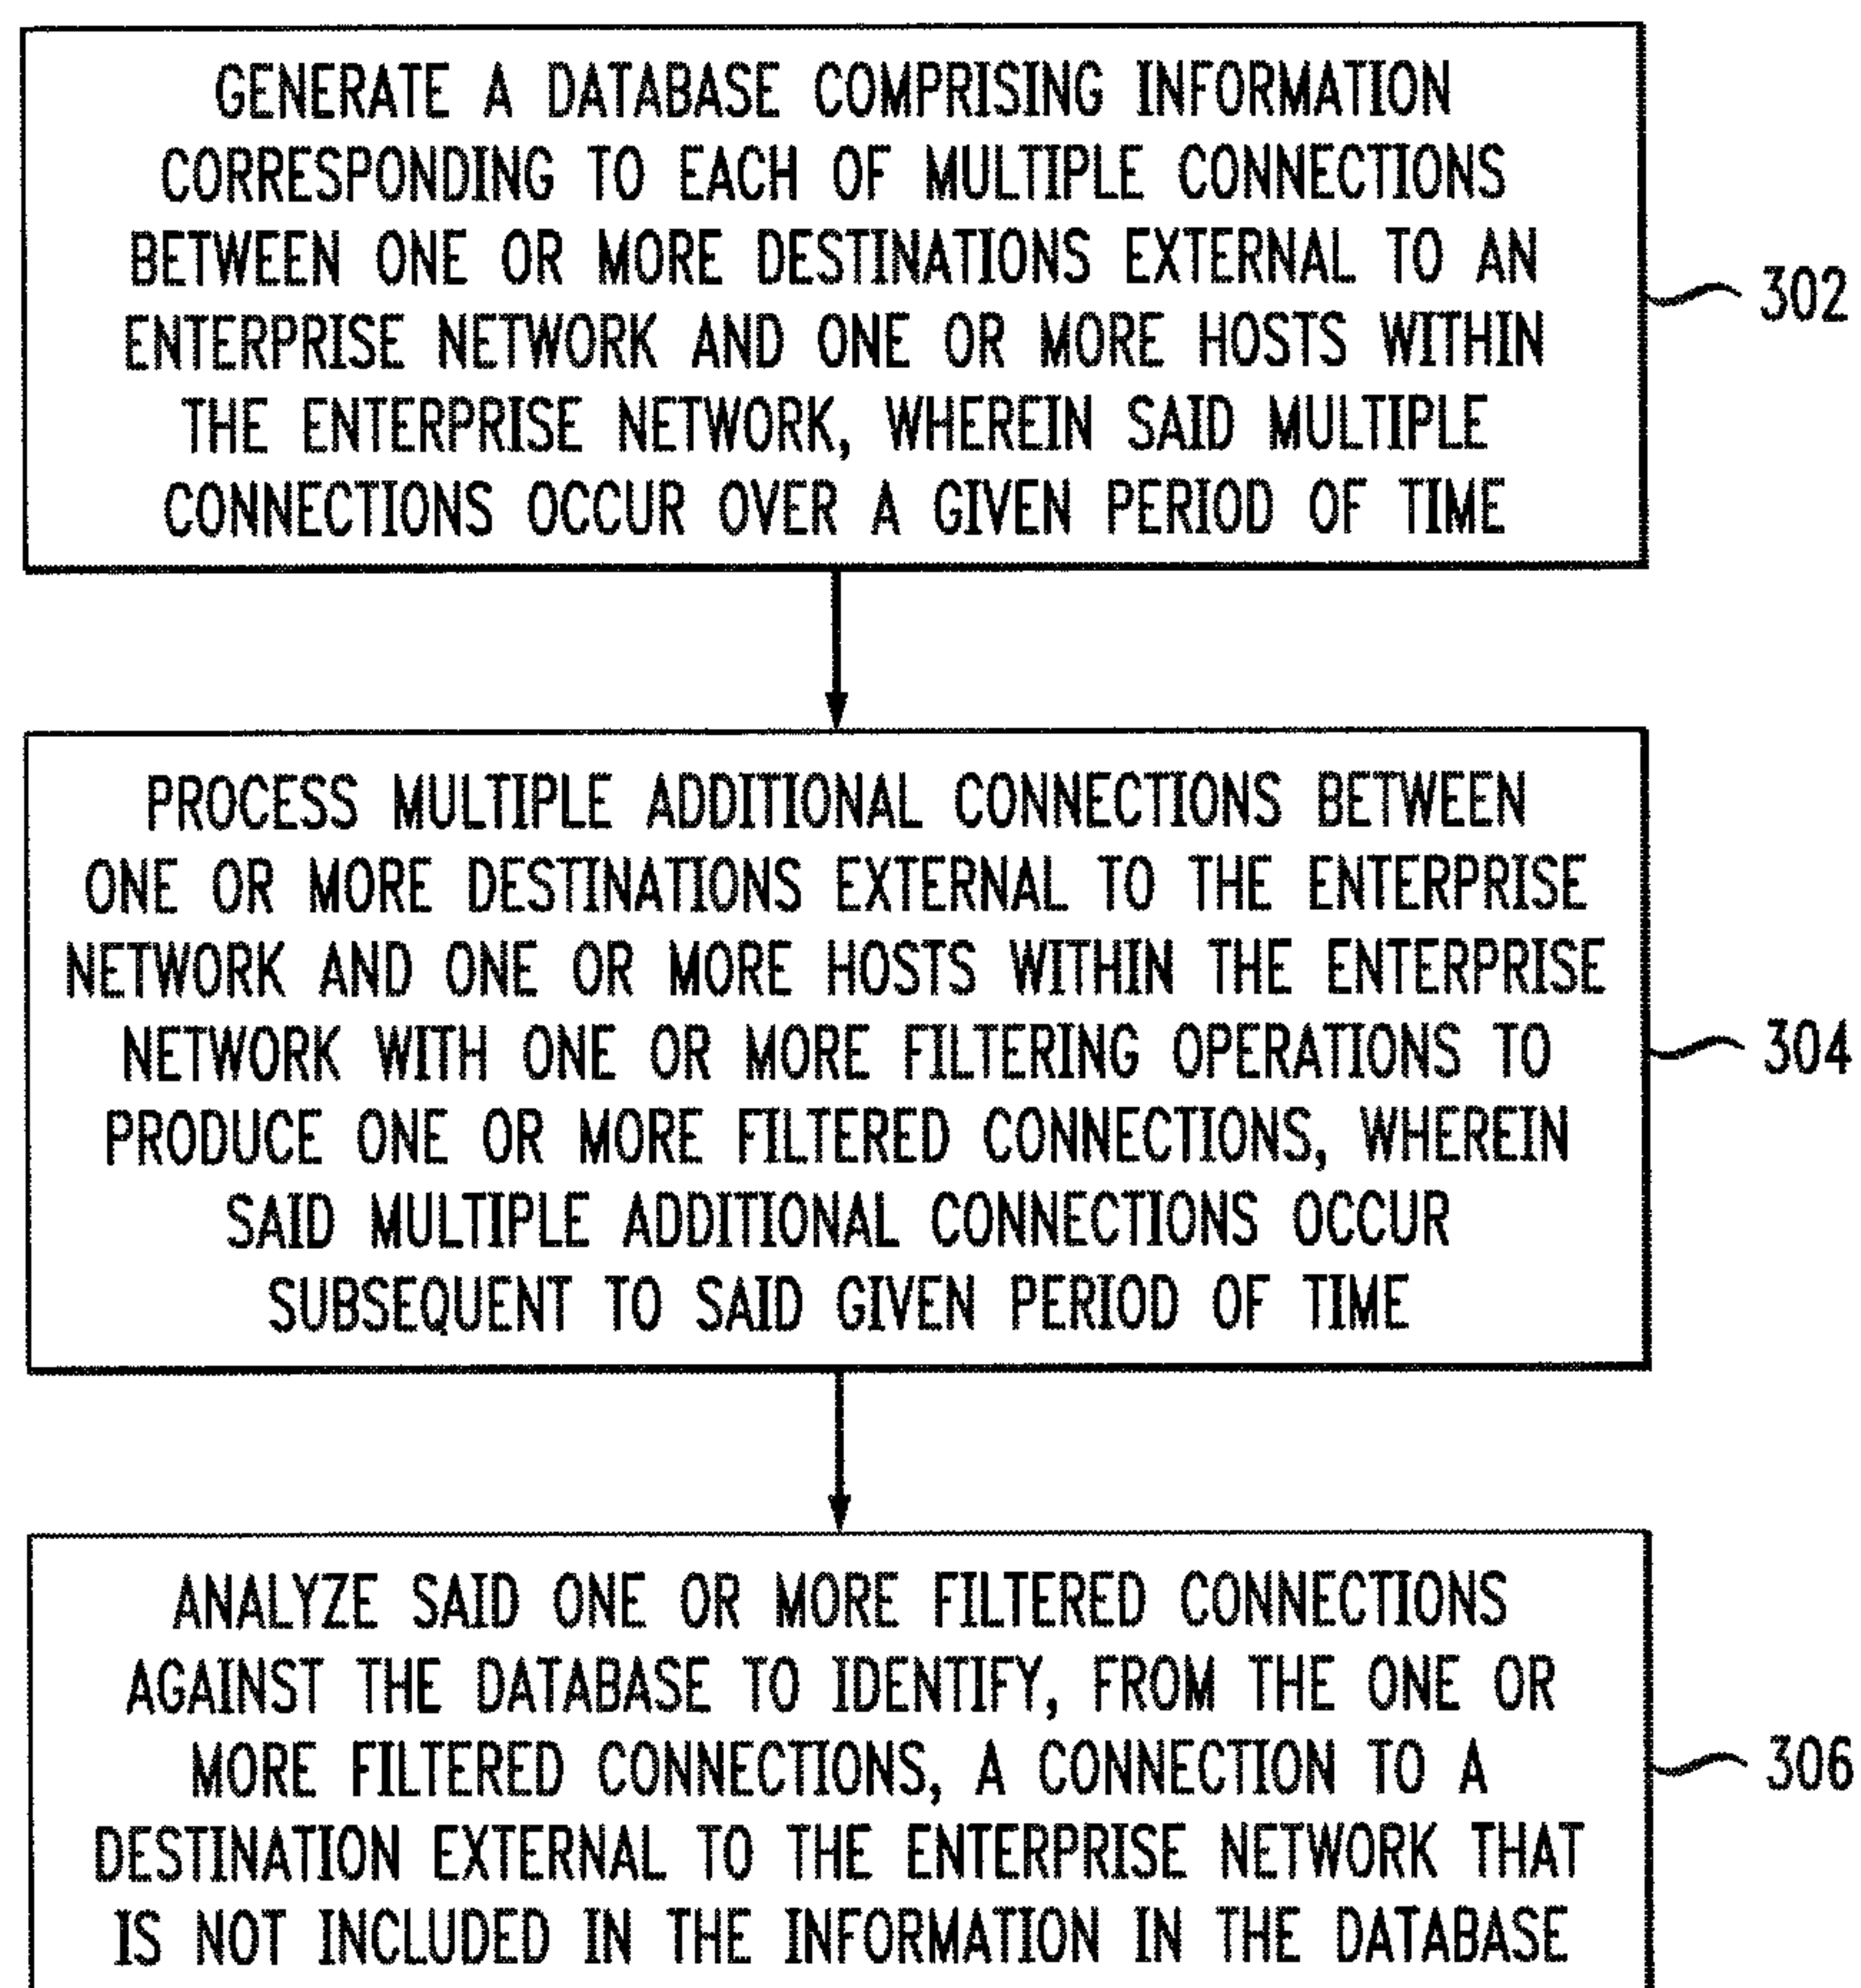 GENERATE A DATABASE COMPRISING INFORMATION
CORRESPONDING TO EACH OF MULTIPLE CONNECTIONS
BETWEEN ONE OR MORE DESTINATIONS EXTERNAL TO AN
ENTERPRISE NETWORK AND ONE OR MORE HOSTS WITHIN
THE ENTERPRISE NETWORK, WHEREIN SAID MULTIPLE
CONNECTIONS OCCUR OVER A GIVEN PERIOD OF TIME
302
PROCESS MULTIPLE ADDITIONAL CONNECTIONS BETWEEN
ONE OR MORE DESTINATIONS EXTERNAL TO THE ENTERPRISE
NETWORK AND ONE OR MORE HOSTS WITHIN THE ENTERPRISE
NETWORK WITH ONE OR MORE FILTERING OPERATIONS TO
PRODUCE ONE OR MORE FILTERED CONNECTIONS, WHEREIN
SAID MULTIPLE ADDITIONAL CONNECTIONS OCCUR
SUBSEQUENT TO SAID GIVEN PERIOD OF TIME
304
ANALYZE SAID ONE OR MORE FILTERED CONNECTIONS
AGAINST THE DATABASE TO IDENTIFY, FROM THE ONE OR
MORE FILTERED CONNECTIONS, A CONNECTION TO A
DESTINATION EXTERNAL TO THE ENTERPRISE NETWORK THAT
IS NOT INCLUDED IN THE INFORMATION IN THE DATABASE
306